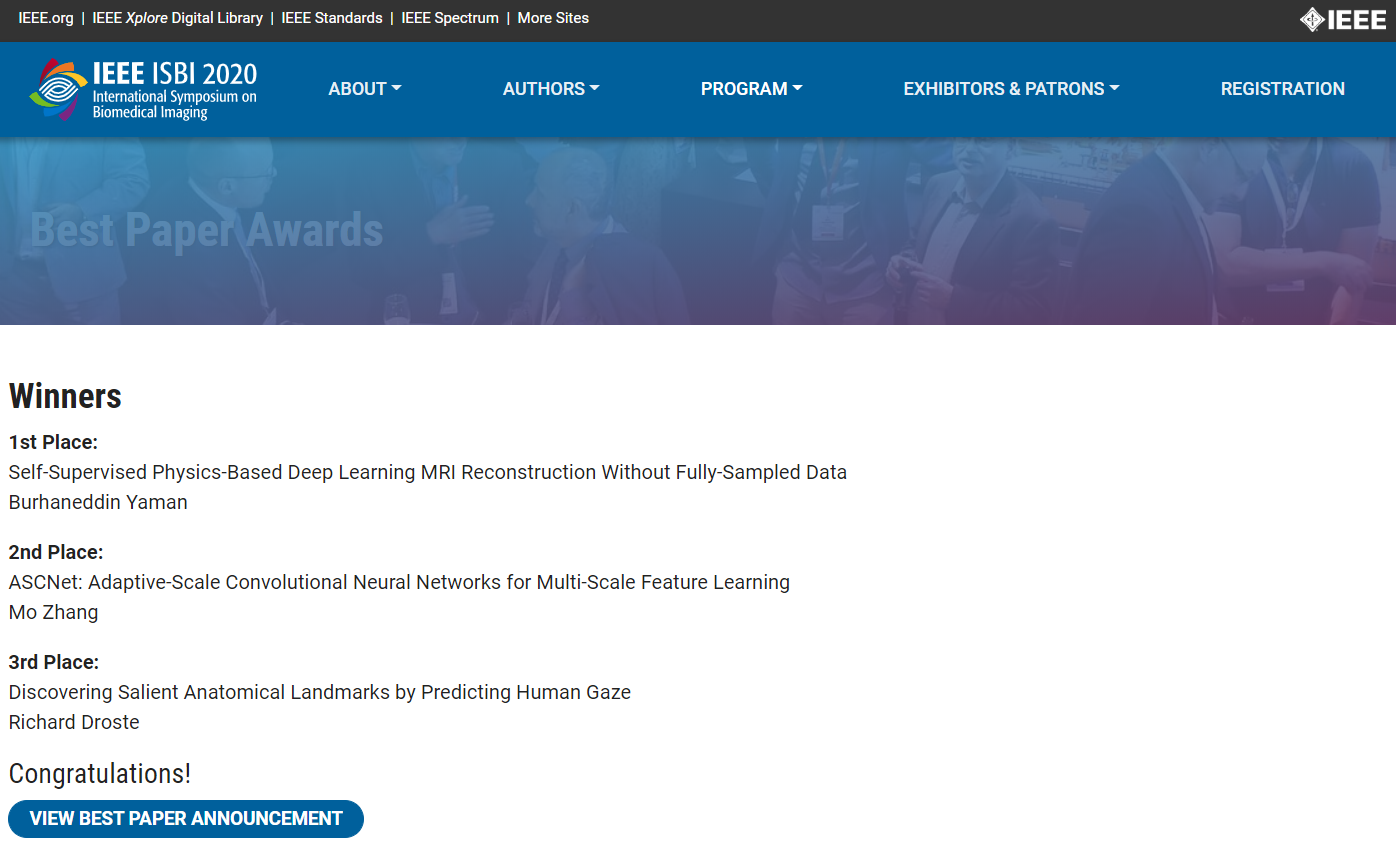 IEEE.org | IEEE Xplore Digital Library | IEEE Standards | IEEE Spectrum | More Sites
IEEE
IEEE ISBI 2020
International Symposium on
Biomedical Imaging
ABOUT
AUTHORS
PROGRAM
EXHIBITORS & PATRONS
REGISTRATION
Best Paper Awards
Winners
1st Place:
Self-Supervised Physics-Based Deep Learning MRI Reconstruction Without Fully-Sampled Data
Burhaneddin Yaman
2nd Place:
ASCNet: Adaptive-Scale Convolutional Neural Networks for Multi-Scale Feature Learning
Mo Zhang
3rd Place:
Discovering Salient Anatomical Landmarks by Predicting Human Gaze
Richard Droste
Congratulations!
VIEW BEST PAPER ANNOUNCEMENT